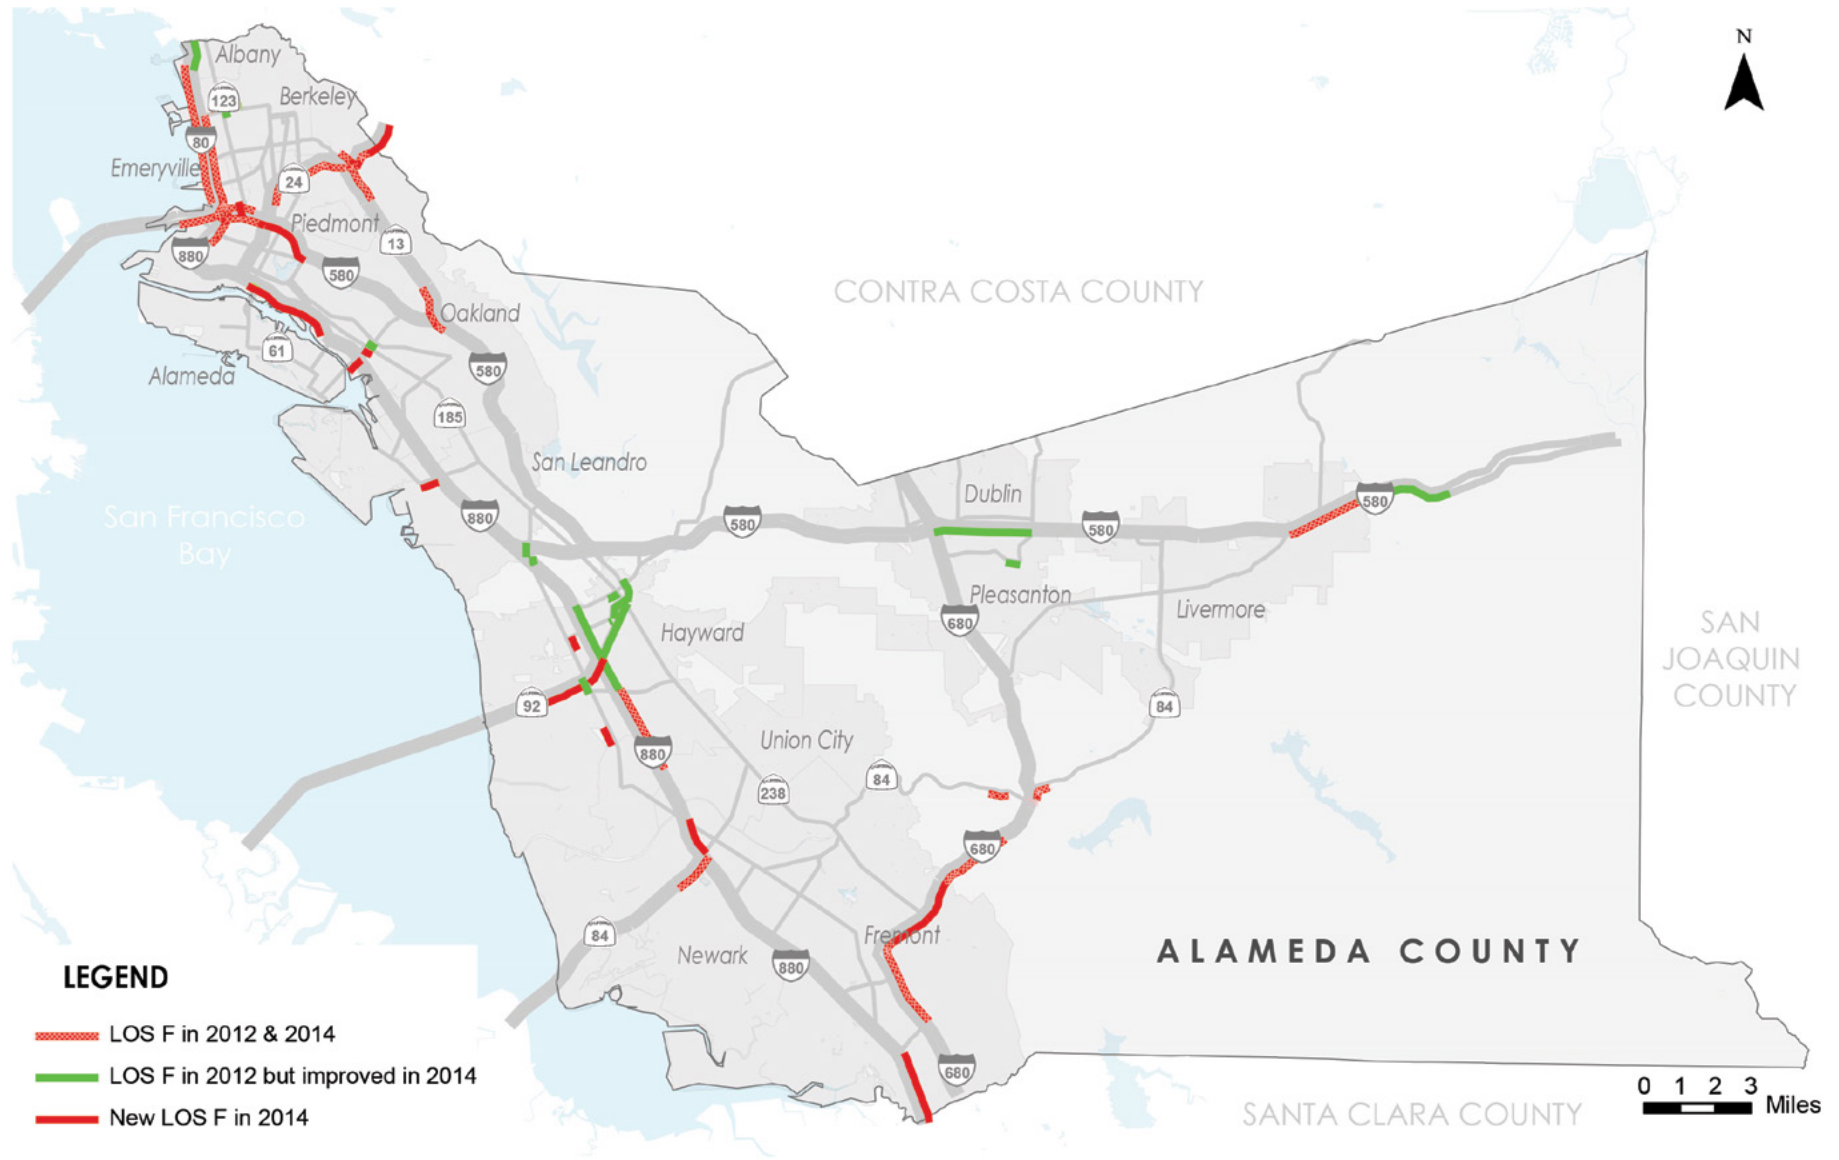 N
Albany
123
Berkeley
80
Emeryville
24
Piedmont
13
880
580
CONTRA COSTA COUNTY
Oakland
61
580
Alameda
185
San Leandro
Dublin
580
San Francisco
Bay
880
580
580
Pleasanton
Livermore
680
Hayward
SAN
JOAQUIN
COUNTY
92
84
Union City
880
84
238
680
84
Fremont
Newark
880
ALAMEDA COUNTY
LEGEND
LOS F in 2012 & 2014
LOS F in 2012 but improved in 2014
New LOS F in 2014
680
SANTA CLARA COUNTY
0 1 2 3
Miles